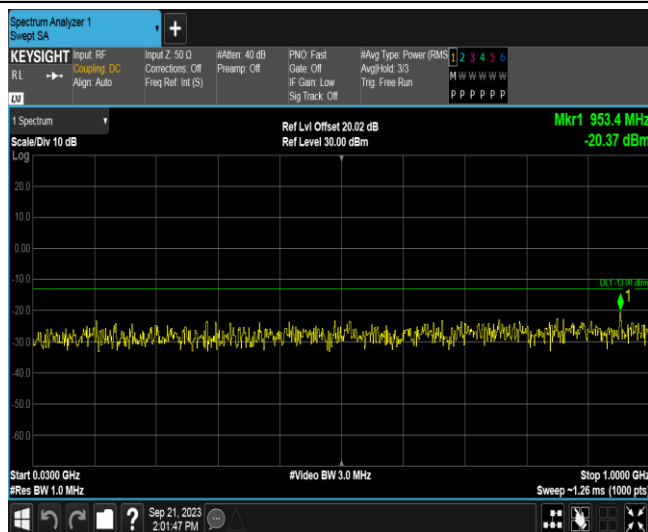 Spectrum Analyzer 1
Swept SA
+
KEYSIGHT
RL
LXI
Input: RF
Coupling: DC
Align: Auto
Input Z: 50 Ω
Corrections: Off
Freq Ref: Int (S)
#Atten: 40 dB
Preamp: Off
PNO: Fast
Gate: Off
IF Gain: Low
Sig Track: Off
#Avg Type: Power (RMS
Avg|Hold: 3/3
Trig: Free Run
1 2 3 4 5 6
M W W W W W
P P P P P P
1 Spectrum
Scale/Div 10 dB
Log
Ref Lvl Offset 20.02 dB
Ref Level 30.00 dBm
Mkr1 953.4 MHz
-20.37 dBm
20.0
10.0
0.00
-10.0
DL1 -13.00 dBm
1
-20.0
-30.0
-40.0
-50.0
-60.0
Start 0.0300 GHz
#Res BW 1.0 MHz
#Video BW 3.0 MHz
Stop 1.0000 GHz
Sweep ~1.26 ms (1000 pts)
?
Sep 21, 2023
2:01:47 PM